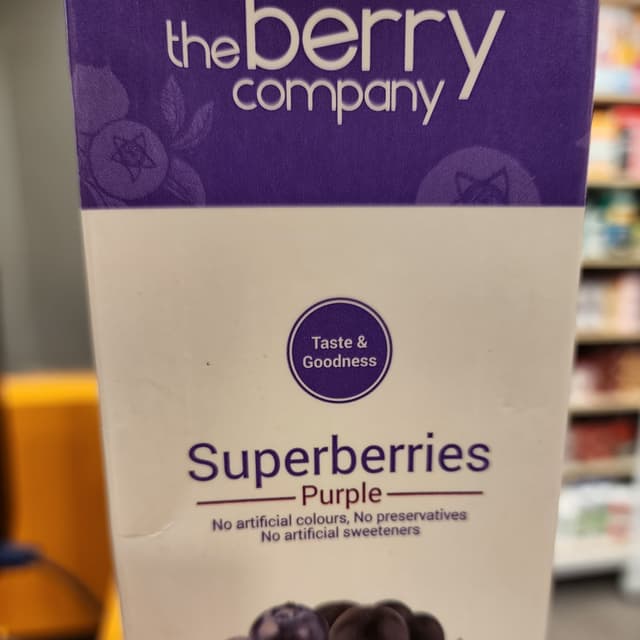 the berry
company
Taste &
Goodness
Superberries
Purple
No artificial colours, No preservatives
No artificial sweeteners